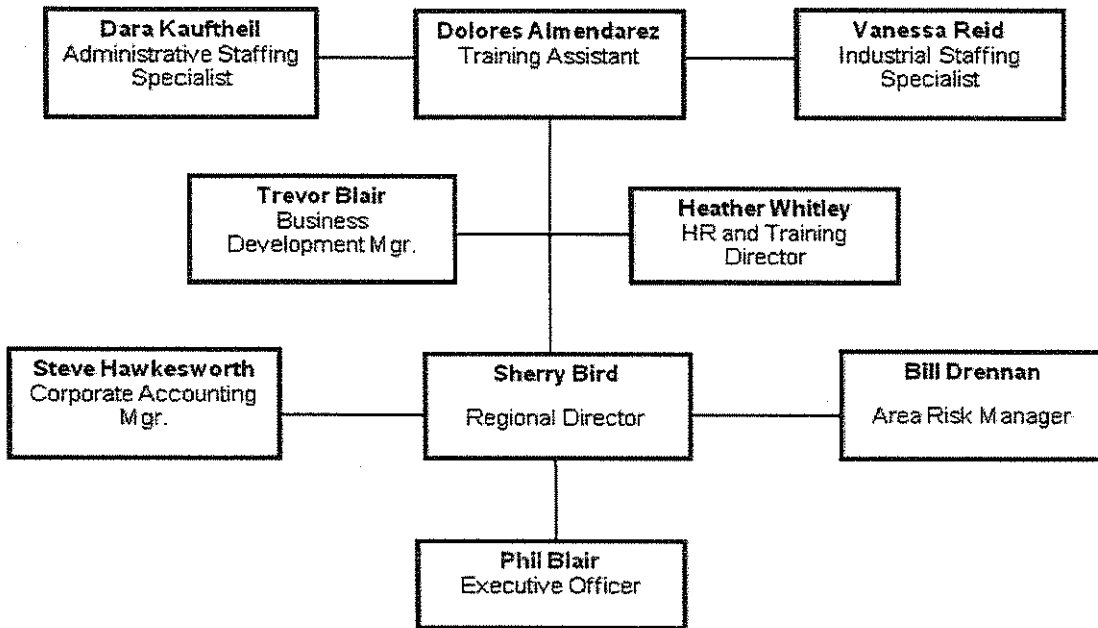 Dara Kauftheil
Administrative Staffing
Specialist
Dolores Almendarez
Training Assistant
Vanessa Reid
Industrial Staffing
Specialist
Trevor Blair
Business
Development Mgr.
Heather Whitley
HR and Training
Director
Steve Hawkesworth
Corporate Accounting
Mgr.
Sherry Bird
Regional Director
Bill Drennan
Area Risk Manager
Phil Blair
Executive Officer